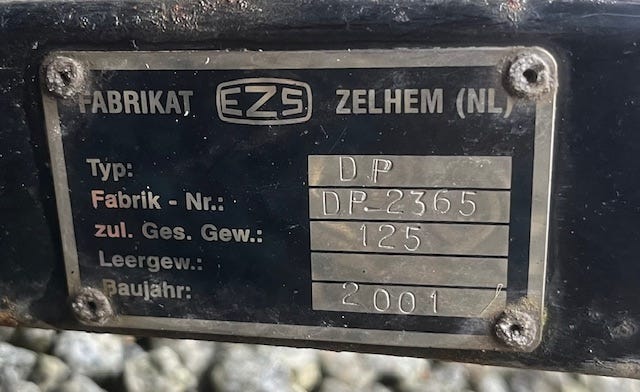 FABRIKAT EZS ZELHEM (NL)
Typ: DP
Fabrik - Nr.: DP-2365
zul. Ges. Gew.: 125
Leergew.:
Baujahr: 2001